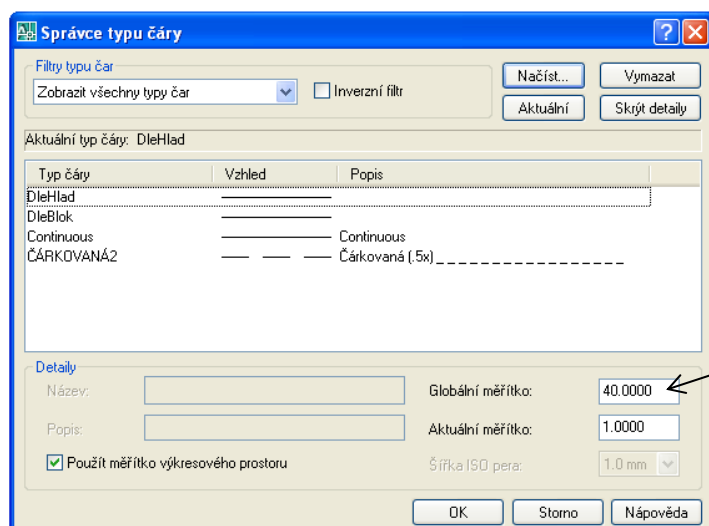 Správce typu čáry
Filtry typu čar
Zobrazit všechny typy čar
Inverzní filtr
Načíst...
Vymazat
Aktuální
Skrýt detaily
Aktuální typ čáry: DleHlad
Typ čáry Vzhled Popis
DleHlad
DleBlok
Continuous Continuous
ČÁRKOVANÁ2 Čárkovaná (.5x) _ _ _ _ _ _ _ _ _ _ _ _ _ _ _ _ _
Detaily
Název:
Globální měřítko: 40.0000
Popis:
Aktuální měřítko: 1.0000
Použít měřítko výkresového prostoru
Šířka ISO pera: 1.0 mm
OK Storno Nápověda